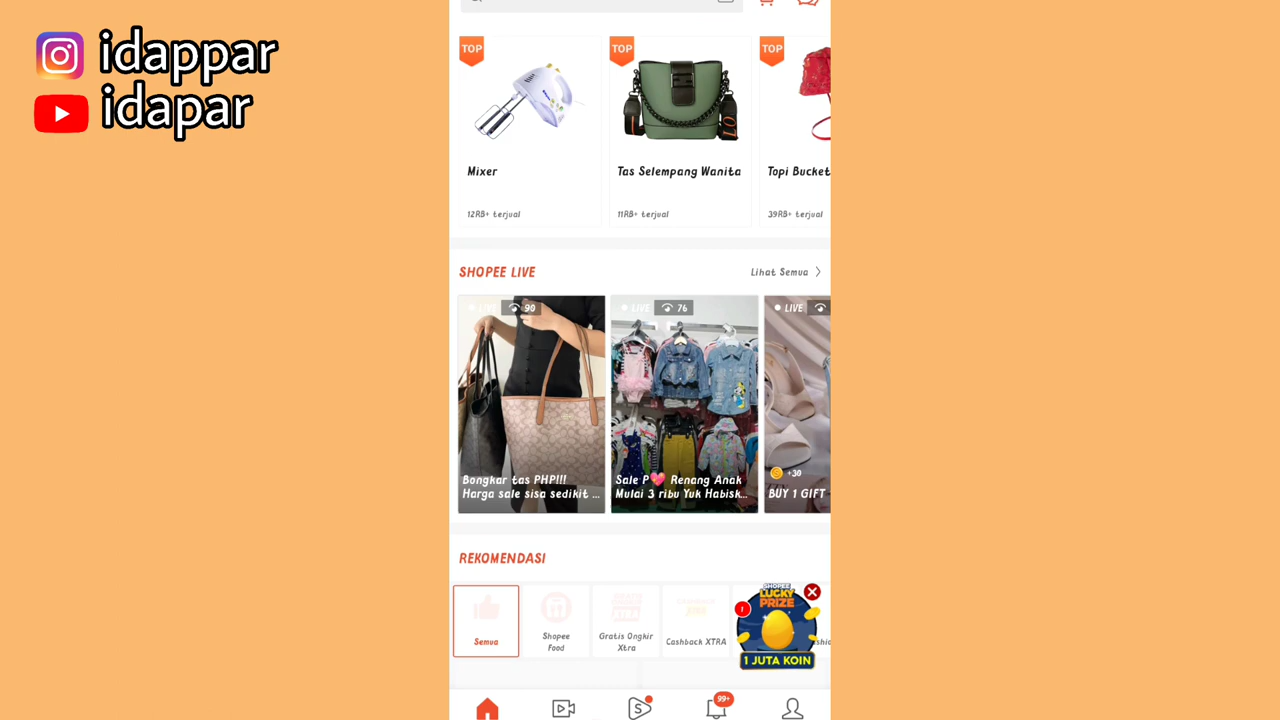 idappar
idapar
TOP
TOP
TOP
Mixer
Tas Selempang Wanita
Topi Bucket
12RB+ terjual
11RB+ terjual
39RB+ terjual
SHOPEE LIVE
Lihat Semua
LIVE 90
LIVE 76
LIVE
Bongkar tas PHP!!!
Harga sale sisa sedikit ...
Sale P💖 Renang Anak
Mulai 3 ribu Yuk Habisk...
+30
BUY 1 GIFT
REKOMENDASI
Semua
Shopee
Food
Gratis Ongkir
Xtra
Cashback XTRA
1
SHOPEE
LUCKY
PRIZE
1 JUTA KOIN
99+